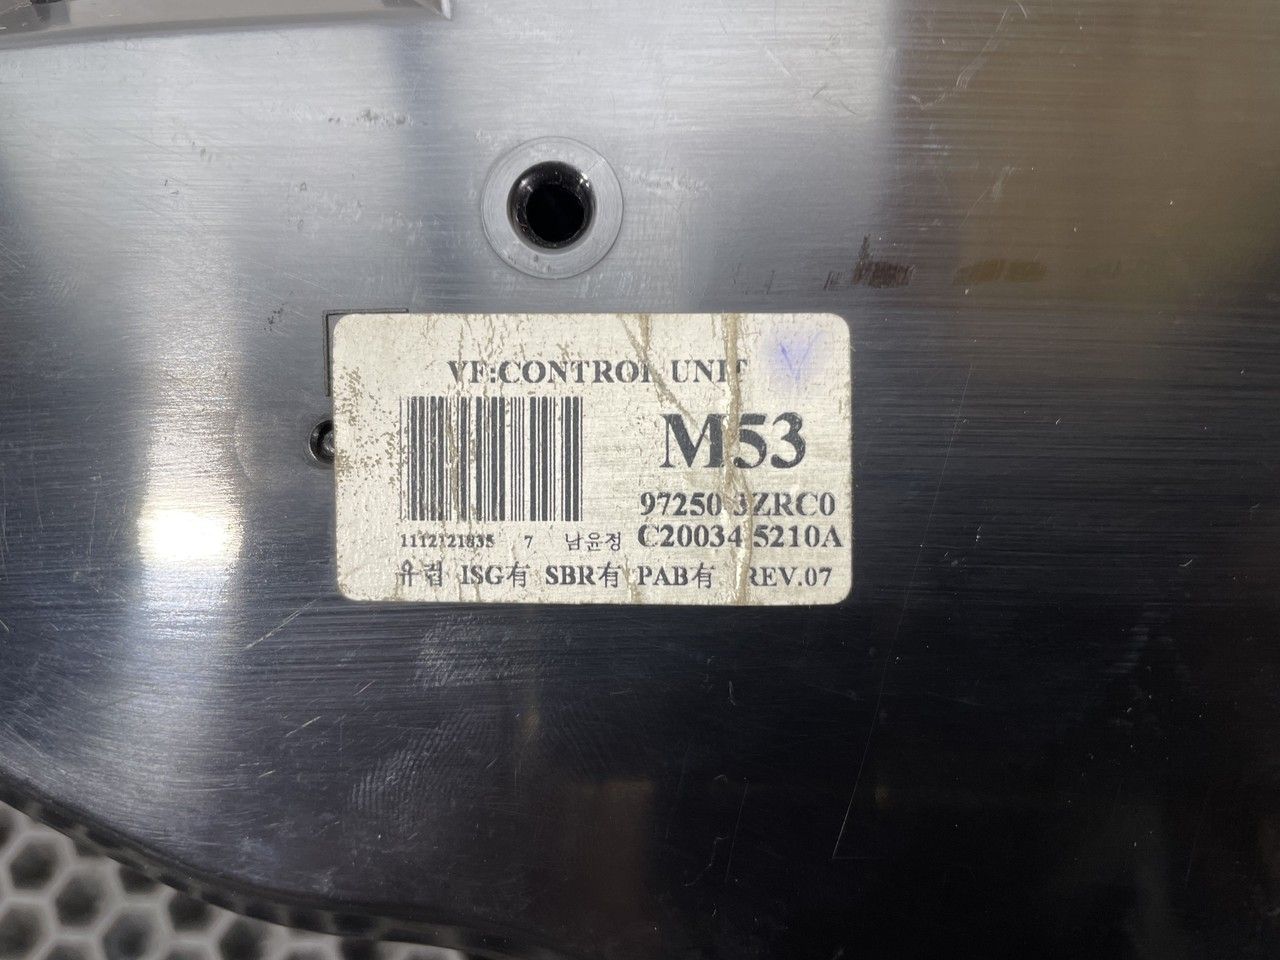 VF:CONTROL UNIT
M53
97250 3ZRC0
1112121835 7 남윤정 C20034 5210A
유럽 ISG有 SBR有 PAB有 REV.07